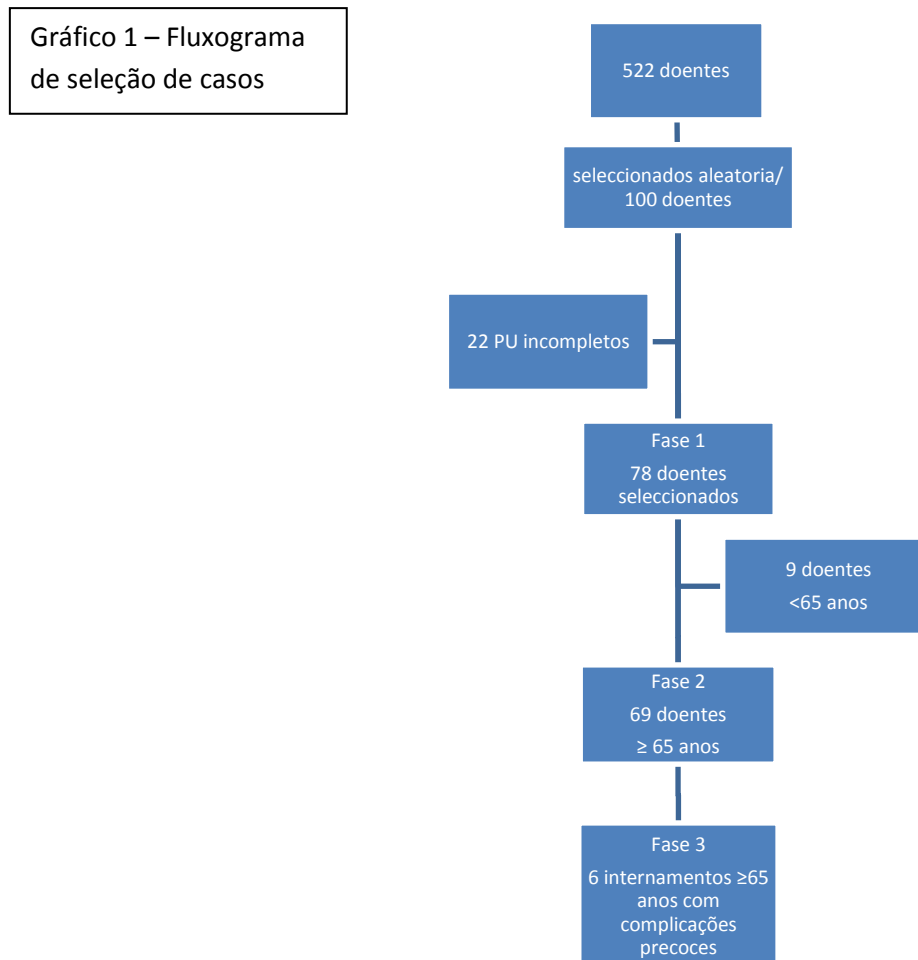 Gráfico 1 – Fluxograma
de seleção de casos
522 doentes
seleccionados aleatoria/
100 doentes
22 PU incompletos
Fase 1
78 doentes
seleccionados
9 doentes
<65 anos
Fase 2
69 doentes
≥ 65 anos
Fase 3
6 internamentos ≥65
anos com
complicações
precoces